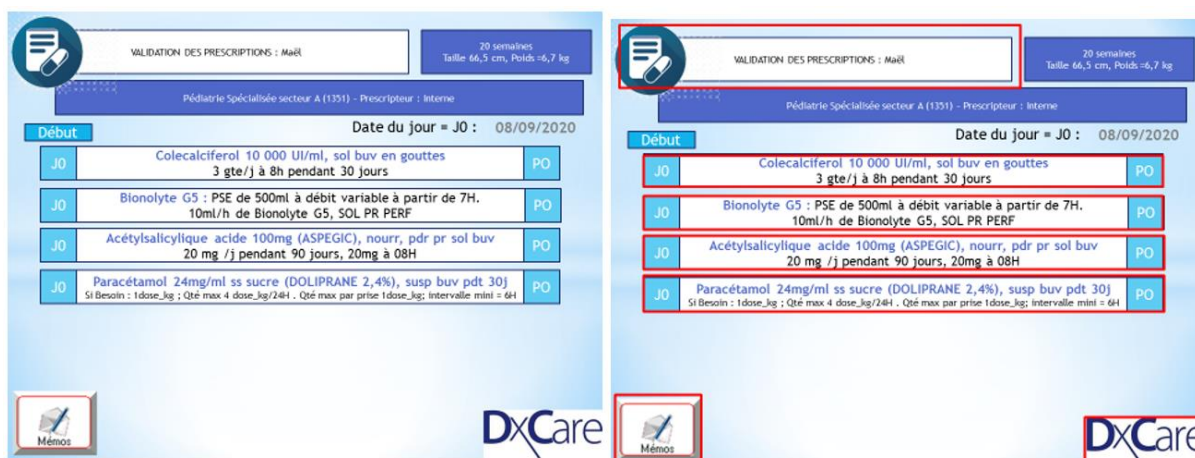 VALIDATION DES PRESCRIPTIONS : Maël
20 semaines
Taille 66,5 cm, Poids =6,7 kg
Pédiatrie Spécialisée secteur A (1351) - Prescripteur : Interne
Début
Date du jour = J0 : 08/09/2020
J0
Colecalciferol 10 000 UI/ml, sol buv en gouttes
3 gte/j à 8h pendant 30 jours
PO
J0
Bionolyte G5 : PSE de 500ml à débit variable à partir de 7H.
10ml/h de Bionolyte G5, SOL PR PERF
PO
J0
Acétylsalicylique acide 100mg (ASPEGIC), nourr, pdr pr sol buv
20 mg /j pendant 90 jours, 20mg à 08H
PO
J0
Paracétamol 24mg/ml ss sucre (DOLIPRANE 2,4%), susp buv pdt 30j
Si Besoin : 1dose_kg ; Qté max 4 dose_kg/24H . Qté max par prise 1dose_kg; intervalle mini = 6H
PO
Mémos
DxCare
VALIDATION DES PRESCRIPTIONS : Maël
20 semaines
Taille 66,5 cm, Poids =6,7 kg
Pédiatrie Spécialisée secteur A (1351) - Prescripteur : Interne
Début
Date du jour = J0 : 08/09/2020
J0
Colecalciferol 10 000 UI/ml, sol buv en gouttes
3 gte/j à 8h pendant 30 jours
PO
J0
Bionolyte G5 : PSE de 500ml à débit variable à partir de 7H.
10ml/h de Bionolyte G5, SOL PR PERF
PO
J0
Acétylsalicylique acide 100mg (ASPEGIC), nourr, pdr pr sol buv
20 mg /j pendant 90 jours, 20mg à 08H
PO
J0
Paracétamol 24mg/ml ss sucre (DOLIPRANE 2,4%), susp buv pdt 30j
Si Besoin : 1dose_kg ; Qté max 4 dose_kg/24H . Qté max par prise 1dose_kg; intervalle mini = 6H
PO
Mémos
DxCare